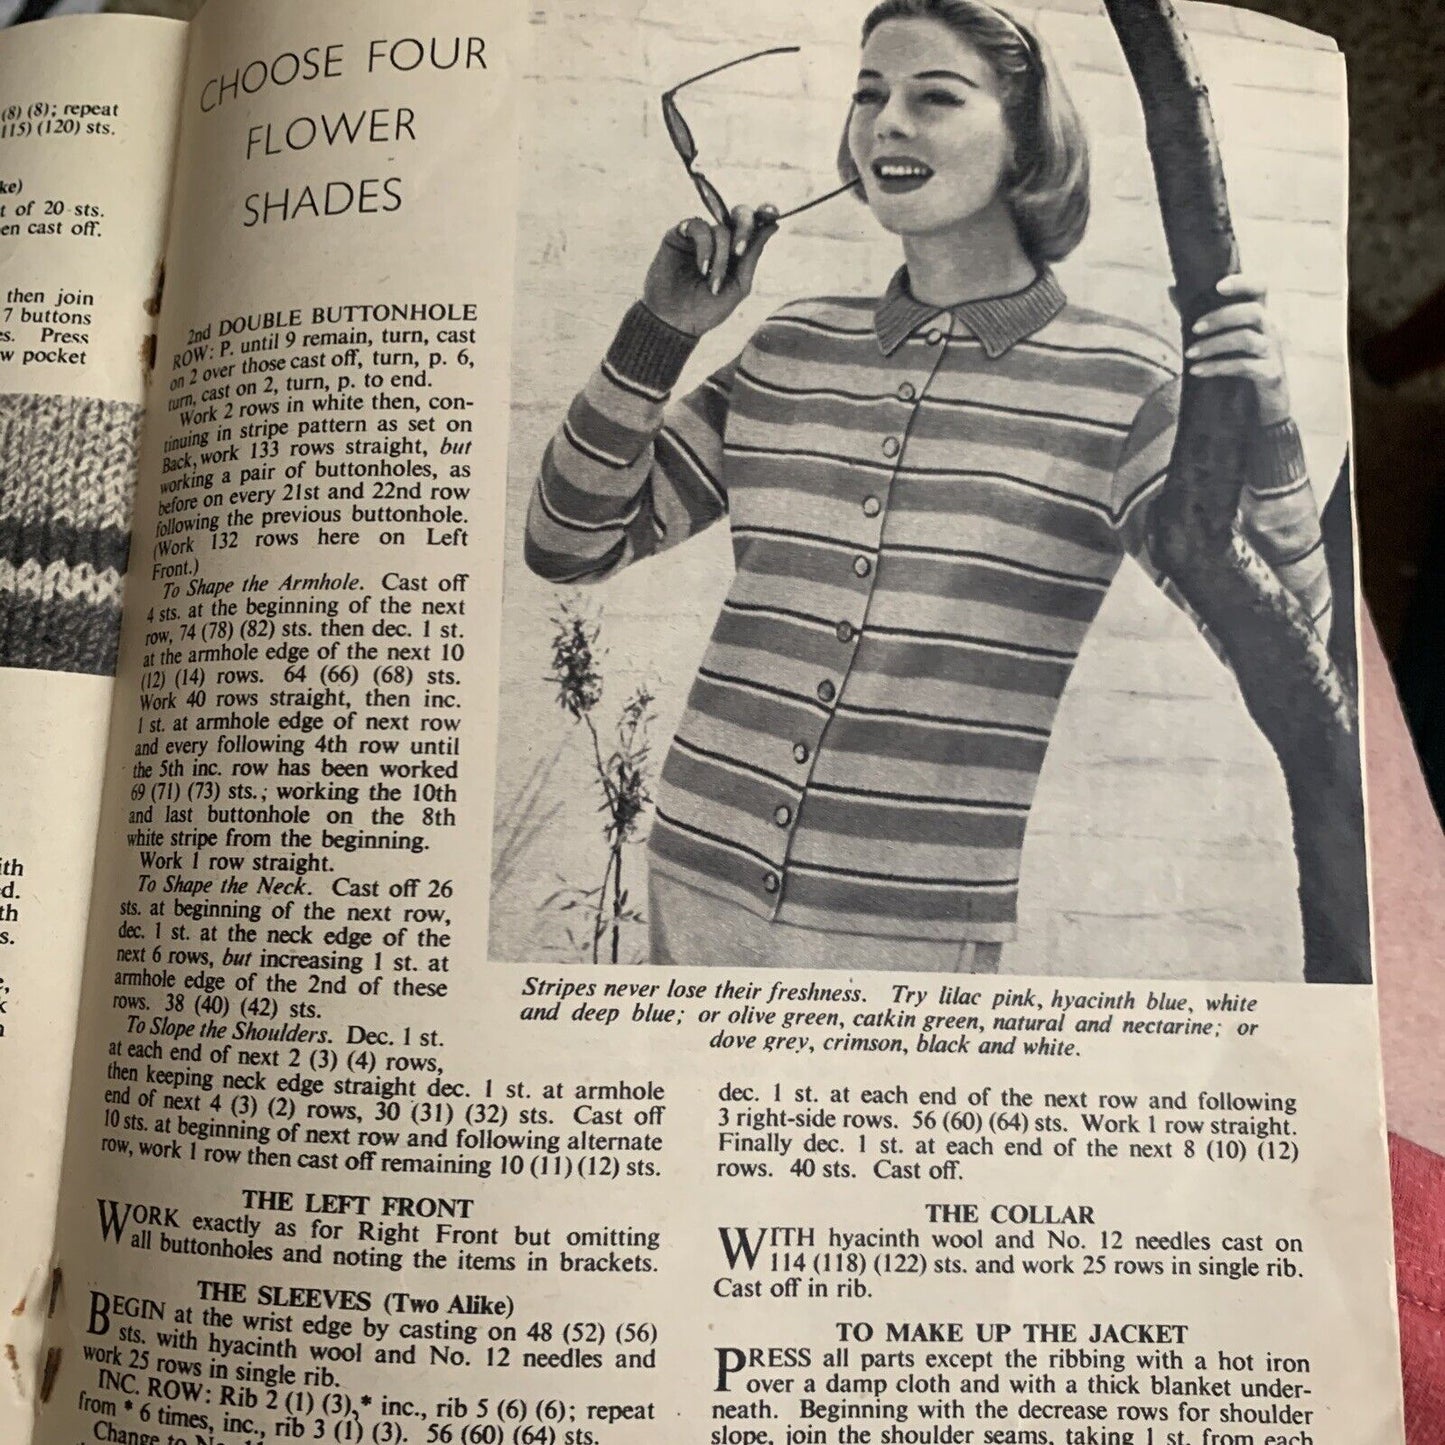 (8) (8); repeat
115) (120) sts.
ke)
t of 20 sts.
en cast off.
then join
7 buttons
s. Press
w pocket
ith
d.
th
s.
CHOOSE FOUR
FLOWER
SHADES
2nd DOUBLE BUTTONHOLE
ROW: P. until 9 remain, turn, cast
on 2 over those cast off, turn, p. 6,
turn, cast on 2, turn, p. to end.
Work 2 rows in white then, con-
tinuing in stripe pattern as set on
Back, work 133 rows straight, but
working a pair of buttonholes, as
before on every 21st and 22nd row
following the previous buttonhole.
(Work 132 rows here on Left
Front.)
To Shape the Armhole. Cast off
4 sts. at the beginning of the next
row, 74 (78) (82) sts. then dec. 1 st.
at the armhole edge of the next 10
(12) (14) rows. 64 (66) (68) sts.
Work 40 rows straight, then inc.
1 st. at armhole edge of next row
and every following 4th row until
the 5th inc. row has been worked
69 (71) (73) sts.; working the 10th
and last buttonhole on the 8th
white stripe from the beginning.
Work 1 row straight.
To Shape the Neck. Cast off 26
sts. at beginning of the next row,
dec. 1 st. at the neck edge of the
next 6 rows, but increasing 1 st. at
armhole edge of the 2nd of these
rows. 38 (40) (42) sts.
To Slope the Shoulders. Dec. 1 st.
at each end of next 2 (3) (4) rows,
then keeping neck edge straight dec. 1 st. at armhole
end of next 4 (3) (2) rows, 30 (31) (32) sts. Cast off
10 sts. at beginning of next row and following alternate
row, work 1 row then cast off remaining 10 (11) (12) sts.
THE LEFT FRONT
WORK exactly as for Right Front but omitting
all buttonholes and noting the items in brackets.
THE SLEEVES (Two Alike)
BEGIN at the wrist edge by casting on 48 (52) (56)
sts. with hyacinth wool and No. 12 needles and
work 25 rows in single rib.
INC. ROW: Rib 2 (1) (3),* inc., rib 5 (6) (6); repeat
from * 6 times, inc., rib 3 (1) (3). 56 (60) (64) sts.
Change to No. 11
Stripes never lose their freshness. Try lilac pink, hyacinth blue, white
and deep blue; or olive green, catkin green, natural and nectarine; or
dove grey, crimson, black and white.
dec. 1 st. at each end of the next row and following
3 right-side rows. 56 (60) (64) sts. Work 1 row straight.
Finally dec. 1 st. at each end of the next 8 (10) (12)
rows. 40 sts. Cast off.
THE COLLAR
WITH hyacinth wool and No. 12 needles cast on
114 (118) (122) sts. and work 25 rows in single rib.
Cast off in rib.
TO MAKE UP THE JACKET
PRESS all parts except the ribbing with a hot iron
over a damp cloth and with a thick blanket under-
neath. Beginning with the decrease rows for shoulder
slope, join the shoulder seams, taking 1 st. from each